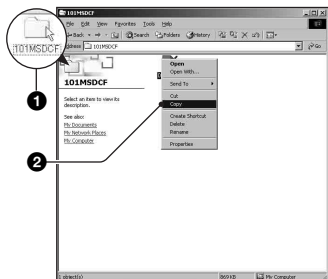 101MSDCF
File Edit View Favorites Tools Help
Back Search Folders History
Address 101MSDCF Go
101MSDCF
1
101MSDCF
Select an item to view its
description.
See also:
My Documents
My Network Places
My Computer
2
Open
Open With...
Send To
Cut
Copy
Create Shortcut
Delete
Rename
Properties
1 object(s) 869 KB My Computer